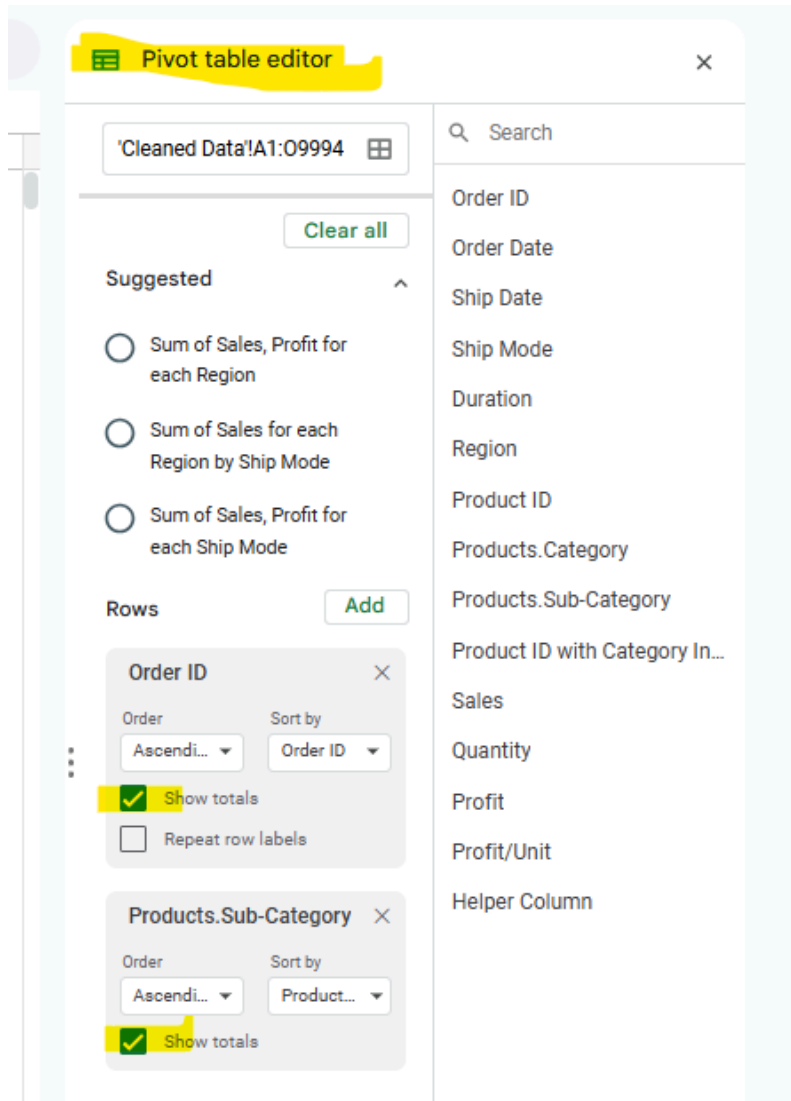 Pivot table editor
'Cleaned Data'!A1:O9994
Clear all
Suggested
Sum of Sales, Profit for
each Region
Sum of Sales for each
Region by Ship Mode
Sum of Sales, Profit for
each Ship Mode
Rows
Add
Order ID
Order
Sort by
Ascendi...
Order ID
Show totals
Repeat row labels
Products.Sub-Category
Order
Sort by
Ascendi...
Product...
Show totals
Search
Order ID
Order Date
Ship Date
Ship Mode
Duration
Region
Product ID
Products.Category
Products.Sub-Category
Product ID with Category In...
Sales
Quantity
Profit
Profit/Unit
Helper Column